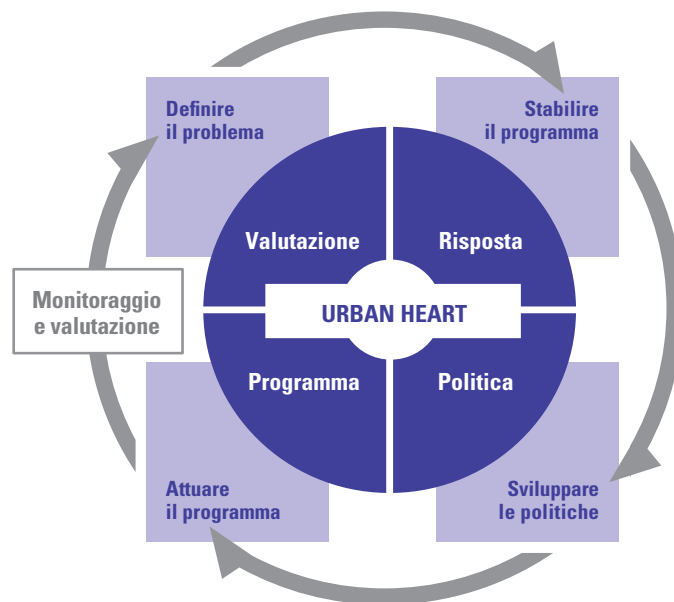 Definire
il problema
Stabilire
il programma
Valutazione
Risposta
Monitoraggio
e valutazione
URBAN HEART
Programma
Politica
Attuare
il programma
Sviluppare
le politiche